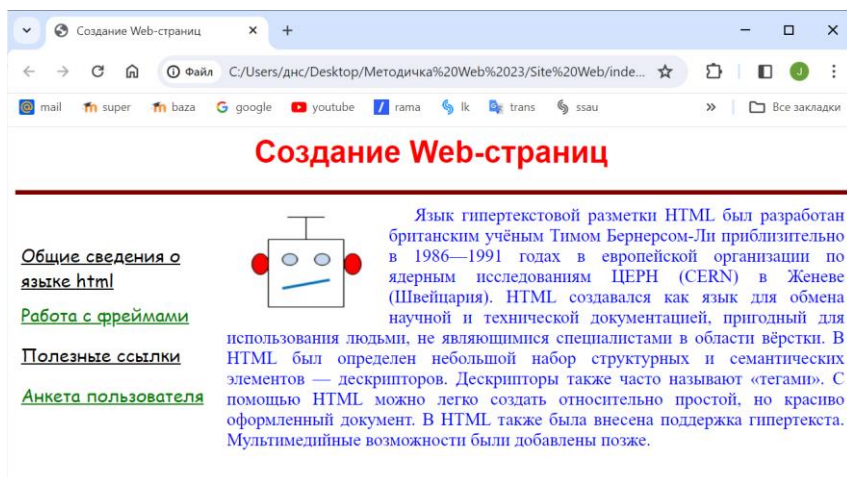 Создание Web-страниц
Файл C:/Users/днс/Desktop/Методичка%20Web%2023/Site%20Web/inde...
J
mail super baza google youtube rama lk trans ssau » Все закладки
Создание Web-страниц
Общие сведения о
языке html
Работа с фреймами
Полезные ссылки
Анкета пользователя
Язык гипертекстовой разметки HTML был разработан
британским учёным Тимом Бернерсом-Ли приблизительно
в 1986—1991 годах в европейской организации по
ядерным исследованиям ЦЕРН (CERN) в Женеве
(Швейцария). HTML создавался как язык для обмена
научной и технической документацией, пригодный для
использования людьми, не являющимися специалистами в области вёрстки. В
HTML был определен небольшой набор структурных и семантических
элементов — дескрипторов. Дескрипторы также часто называют «тегами». С
помощью HTML можно легко создать относительно простой, но красиво
оформленный документ. В HTML также была внесена поддержка гипертекста.
Мультимедийные возможности были добавлены позже.